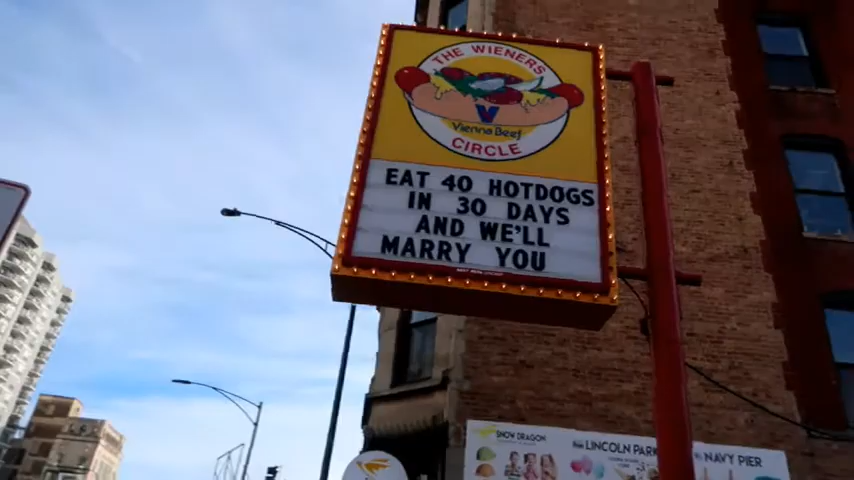 THE WIENERS
V
Vienna Beef
CIRCLE
EAT 40 HOTDOGS
IN 30 DAYS
AND WE'LL
MARRY YOU
SNOW DRAGON
LINCOLN PARK
NAVY PIER